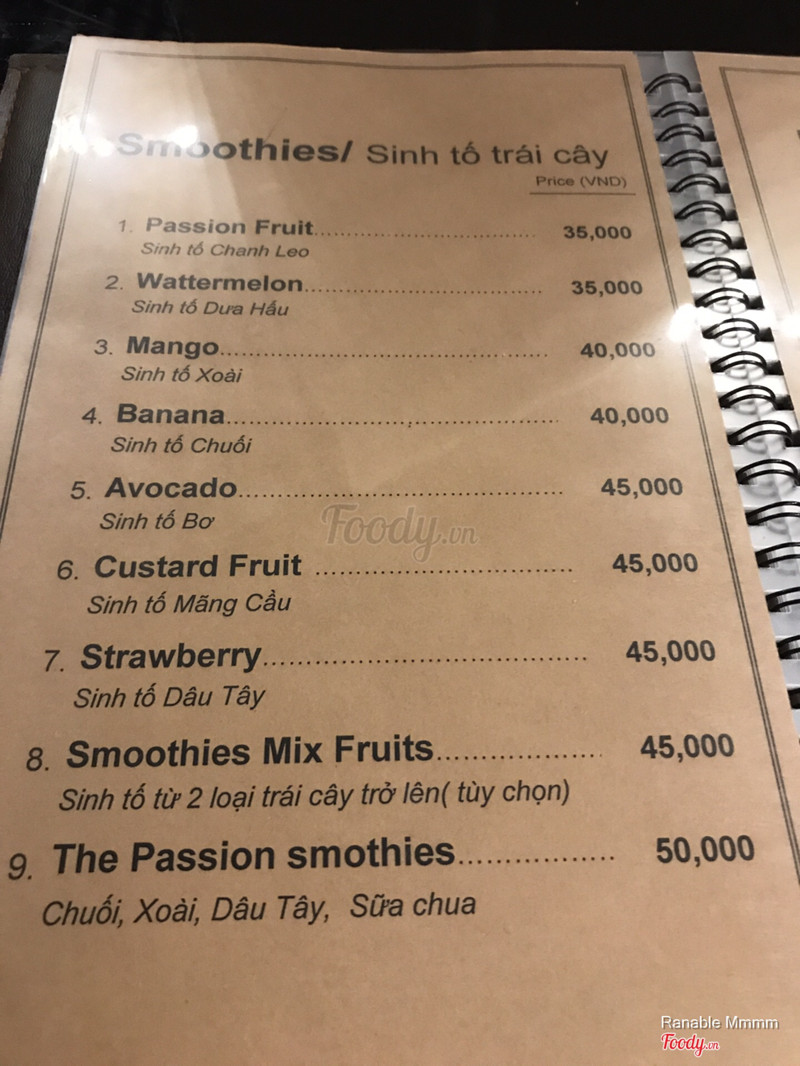 Smoothies/ Sinh tố trái cây
Price (VND)
1. Passion Fruit.............................. 35,000
Sinh tố Chanh Leo
2. Wattermelon.............................. 35,000
Sinh tố Dưa Hấu
3. Mango.............................. 40,000
Sinh tố Xoài
4. Banana.............................. 40,000
Sinh tố Chuối
5. Avocado.............................. 45,000
Sinh tố Bơ
Foody.vn
6. Custard Fruit .............................. 45,000
Sinh tố Mãng Cầu
7. Strawberry.............................. 45,000
Sinh tố Dâu Tây
8. Smoothies Mix Fruits.................... 45,000
Sinh tố từ 2 loại trái cây trở lên( tùy chọn)
9. The Passion smothies.................. 50,000
Chuối, Xoài, Dâu Tây, Sữa chua
Ranable Mmmm
Foody.vn